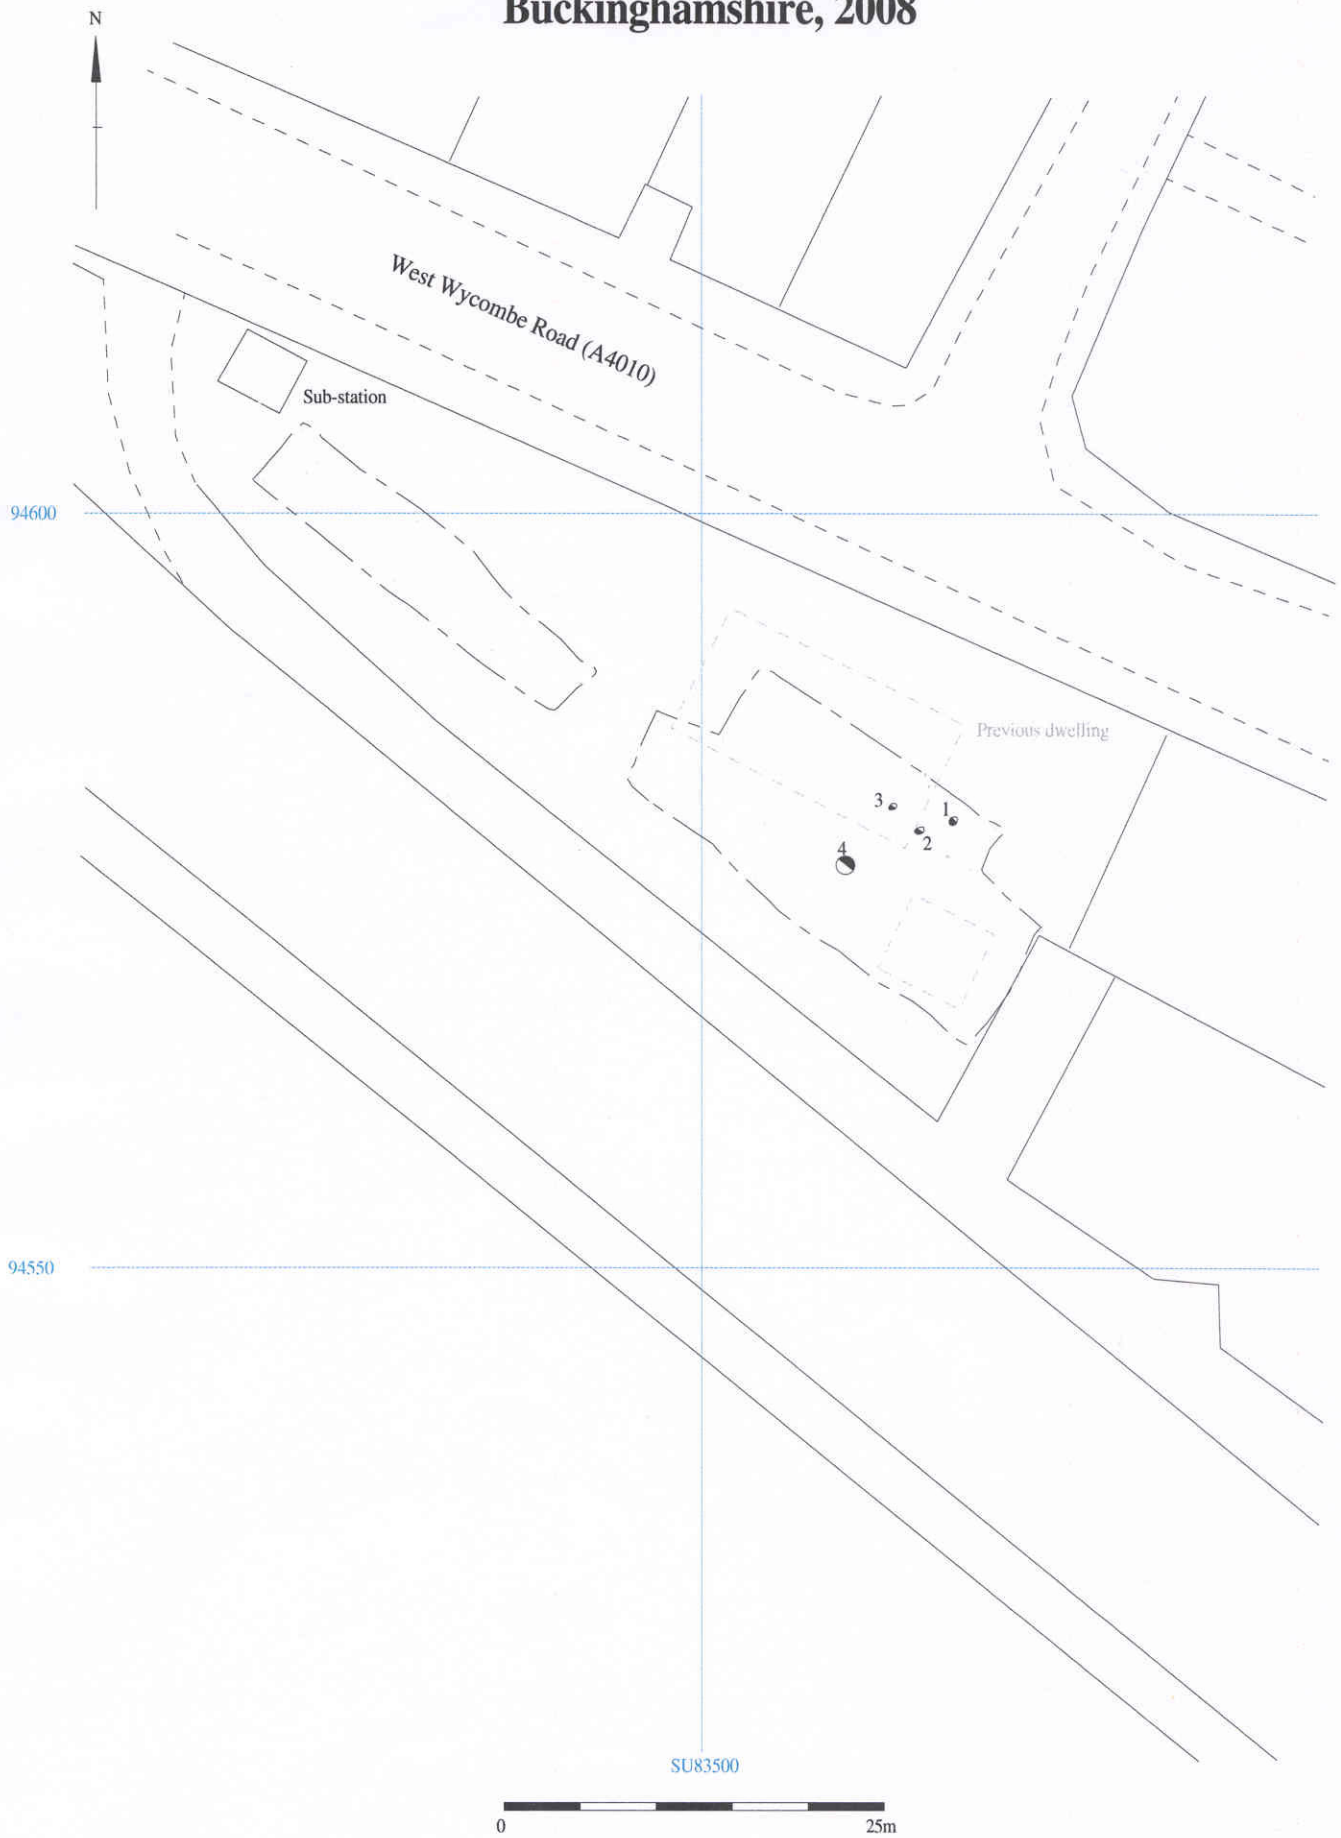 Buckinghamshire, 2008
N
West Wycombe Road (A4010)
Sub-station
94600
Previous dwelling
3
1
2
4
94550
SU83500
0
25m